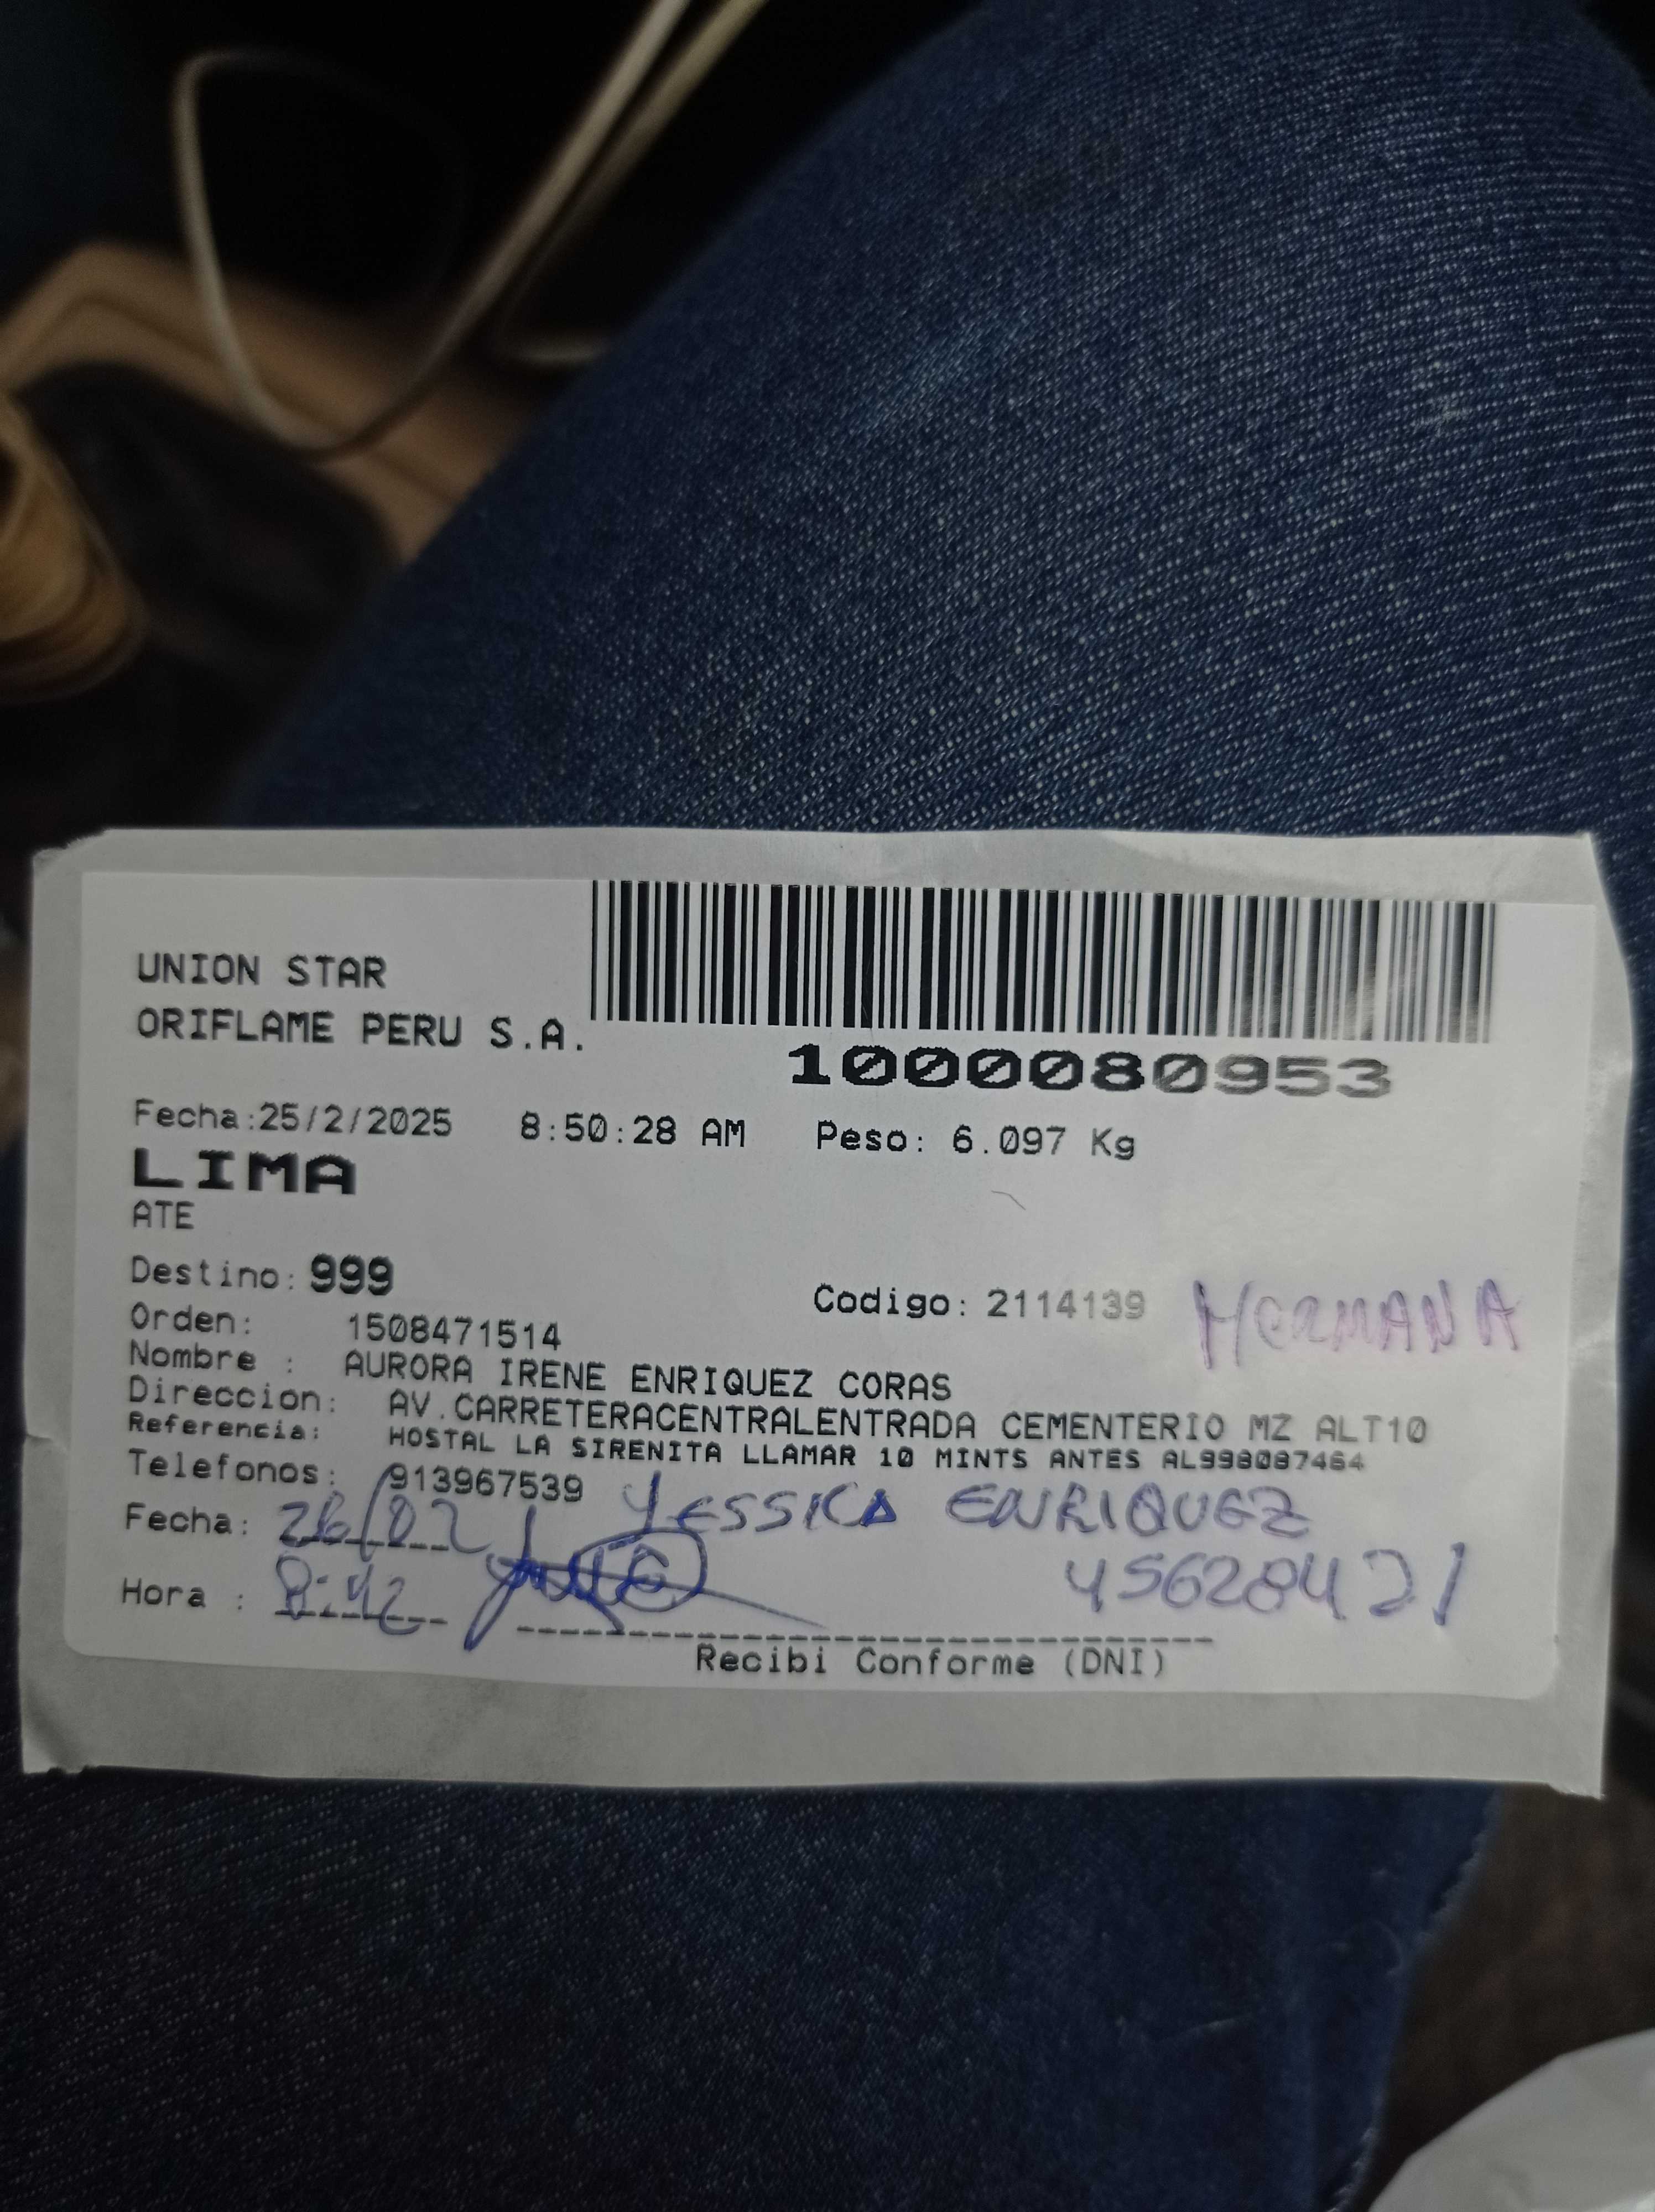 UNION STAR
ORIFLAME PERU S.A.
1000080953
Fecha:25/2/2025 8:50:28 AM Peso: 6.097 Kg
LIMA
ATE
Destino: 999
Codigo: 2114139 HERMANA
Orden: 1508471514
Nombre : AURORA IRENE ENRIQUEZ CORAS
Direccion: AV.CARRETERACENTRALENTRADA CEMENTERIO MZ ALT10
Referencia: HOSTAL LA SIRENITA LLAMAR 10 MINTS ANTES AL998087464
Telefonos: 913967539
YESSICA ENRIQUEZ
Fecha: 26/02
45628421
Hora : 8:42
Recibi Conforme (DNI)